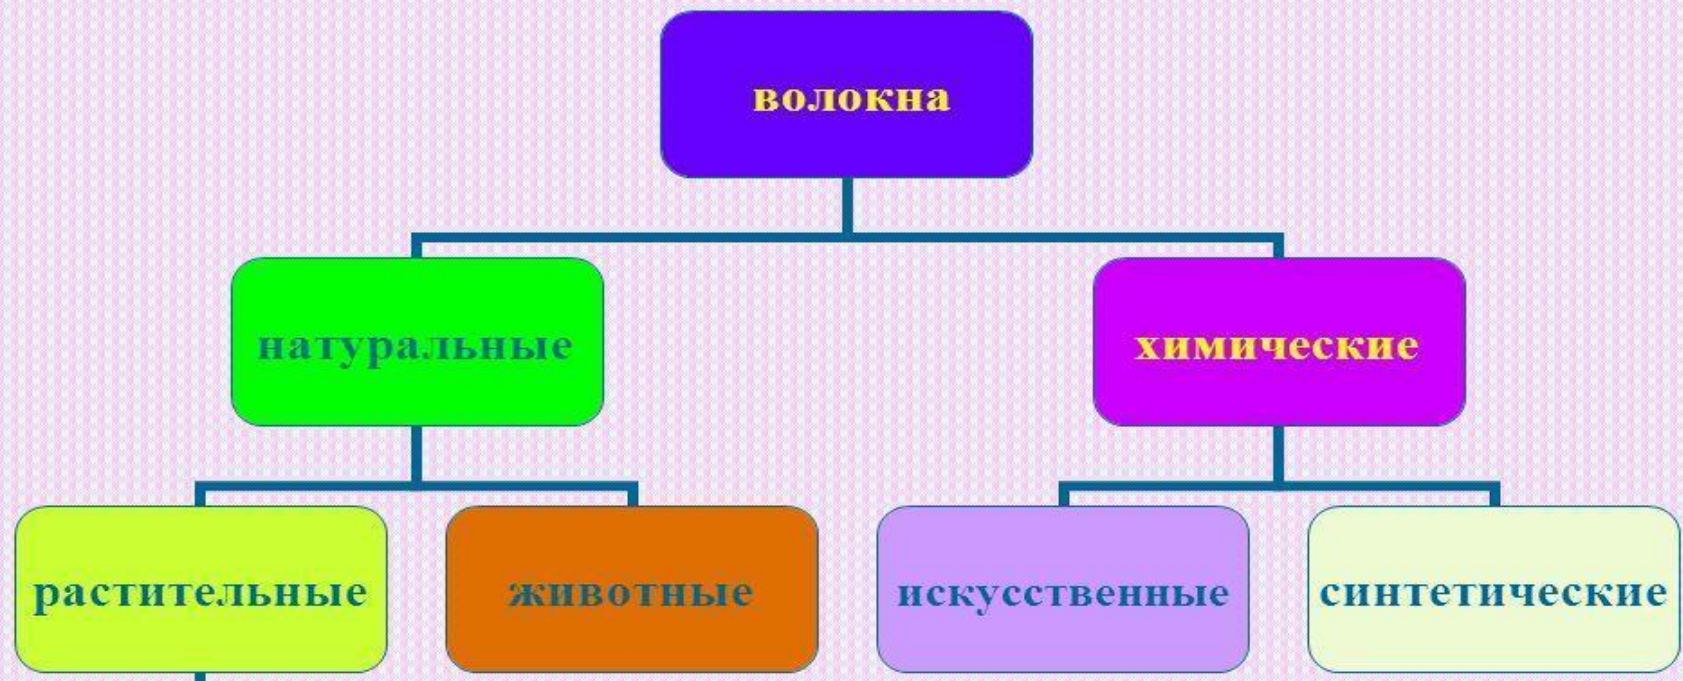 волокна
натуральные
химические
растительные
животные
искусственные
синтетические